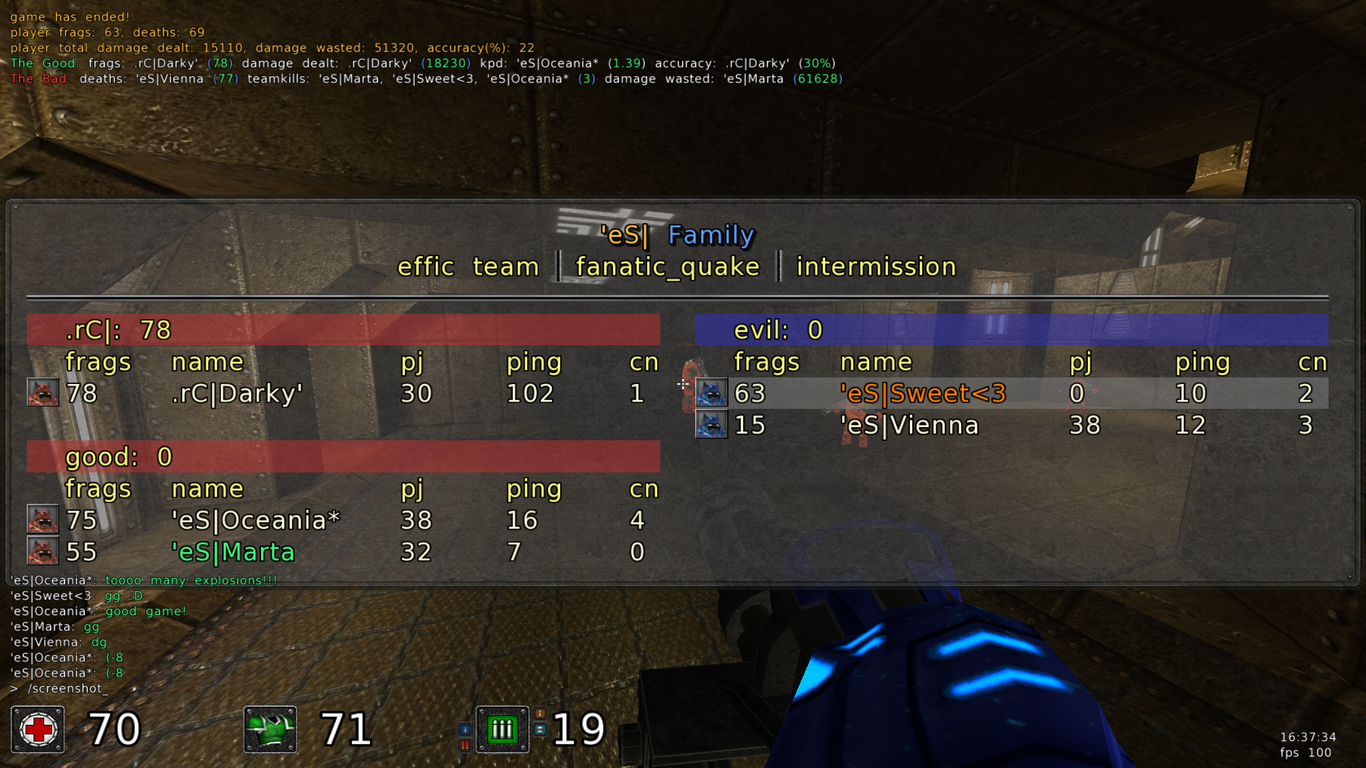 game has ended!
player frags: 63, deaths: 69
player total damage dealt: 15110, damage wasted: 51320, accuracy(%): 22
The Good: frags: .rC|Darky' (78) damage dealt: .rC|Darky' (18230) kpd: 'eS|Oceania* (1.39) accuracy: .rC|Darky' (30%)
The Bad: deaths: 'eS|Vienna (77) teamkills: 'eS|Marta, 'eS|Sweet<3, 'eS|Oceania* (3) damage wasted: 'eS|Marta (61628)
'eS| Family
effic team | fanatic_quake | intermission
.rC|: 78
frags name pj ping cn
78 .rC|Darky' 30 102 1
good: 0
frags name pj ping cn
75 'eS|Oceania* 38 16 4
55 'eS|Marta 32 7 0
evil: 0
frags name pj ping cn
63 'eS|Sweet<3 0 10 2
15 'eS|Vienna 38 12 3
'eS|Oceania*: toooo many explosions!!!
'eS|Sweet<3: gg :D
'eS|Oceania*: good game!
'eS|Marta: gg
'eS|Vienna: dg
'eS|Oceania*: (-8
'eS|Oceania*: (-8
> /screenshot_
70 71 19
16:37:34
fps 100